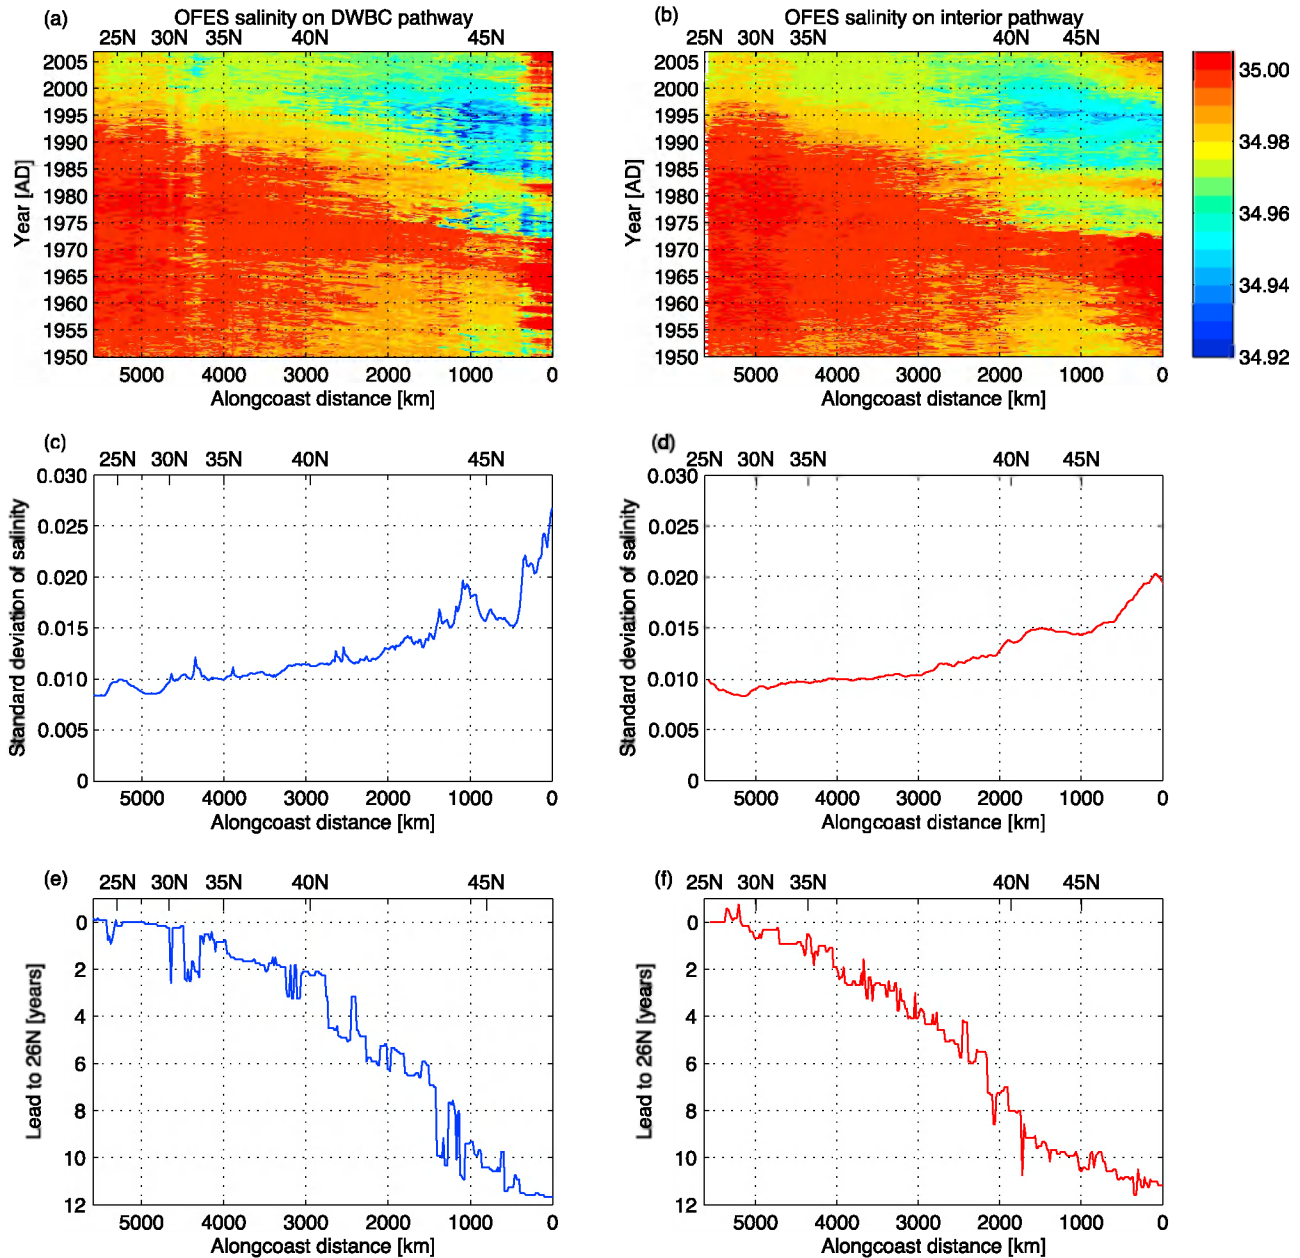 (a) OFES salinity on DWBC pathway
25N 30N 35N 40N 45N
2005
2000
1995
1990
1985
1980
1975
1970
1965
1960
1955
1950
Year [AD]
5000 4000 3000 2000 1000 0
Alongcoast distance [km]
(b) OFES salinity on interior pathway
25N 30N 35N 40N 45N
2005
2000
1995
1990
1985
1980
1975
1970
1965
1960
1955
1950
Year [AD]
5000 4000 3000 2000 1000 0
Alongcoast distance [km]
35.00
34.98
34.96
34.94
34.92
(c)
25N 30N 35N 40N 45N
0.030
0.025
0.020
0.015
0.010
0.005
0
Standard deviation of salinity
5000 4000 3000 2000 1000 0
Alongcoast distance [km]
(d)
25N 30N 35N 40N 45N
0.030
0.025
0.020
0.015
0.010
0.005
0
Standard deviation of salinity
5000 4000 3000 2000 1000 0
Alongcoast distance [km]
(e)
25N 30N 35N 40N 45N
0
2
4
6
8
10
12
Lead to 26N [years]
5000 4000 3000 2000 1000 0
Alongcoast distance [km]
(f)
25N 30N 35N 40N 45N
0
2
4
6
8
10
12
Lead to 26N [years]
5000 4000 3000 2000 1000 0
Alongcoast distance [km]